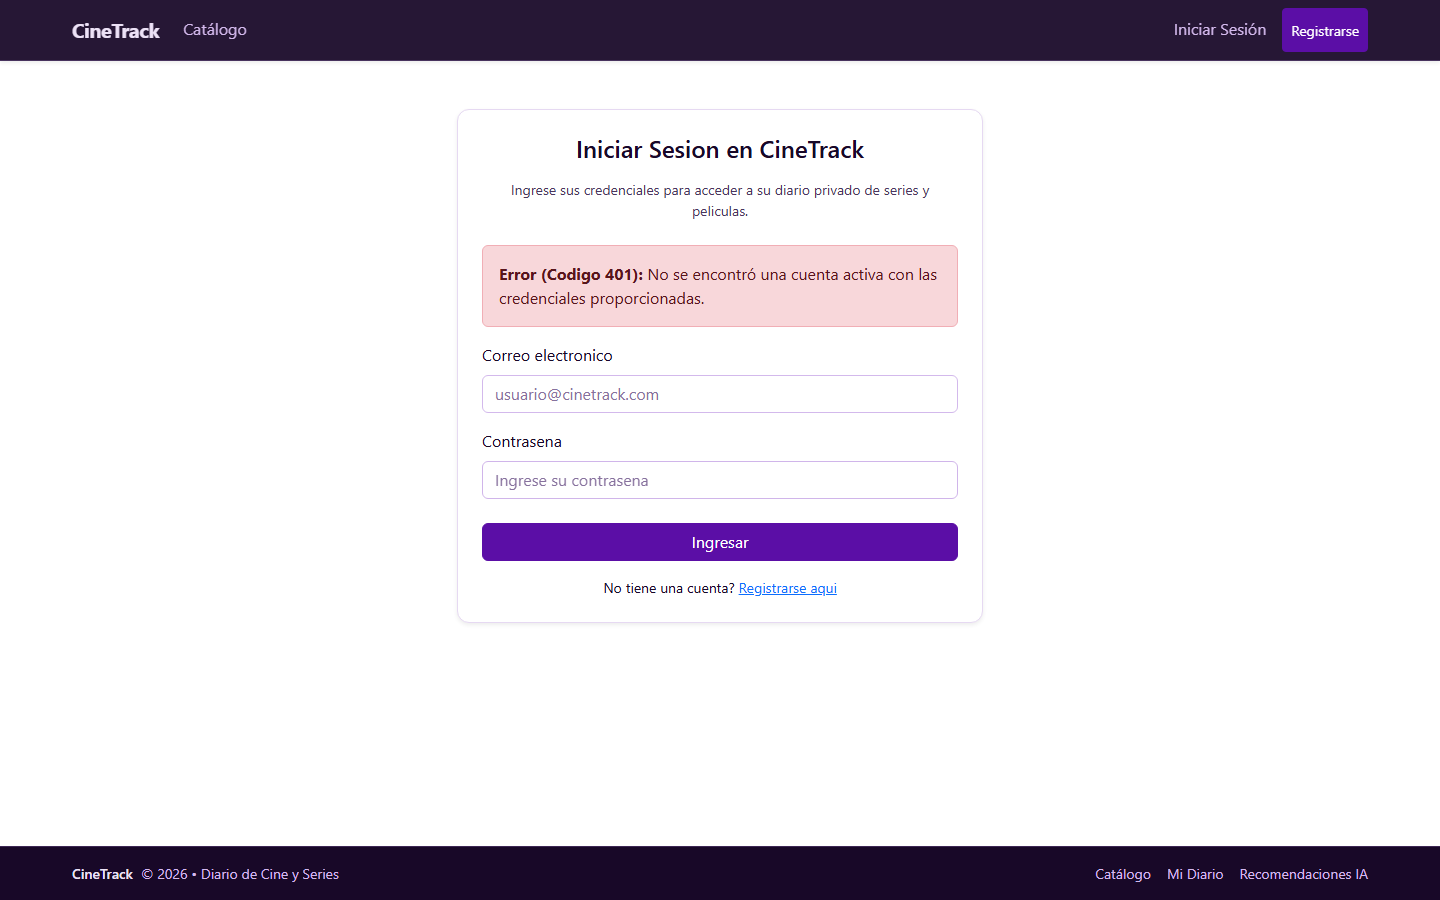 CineTrack Catálogo Iniciar Sesión Registrarse
Iniciar Sesion en CineTrack
Ingrese sus credenciales para acceder a su diario privado de series y
peliculas.
Error (Codigo 401): No se encontró una cuenta activa con las
credenciales proporcionadas.
Correo electronico
usuario@cinetrack.com
Contrasena
Ingrese su contrasena
Ingresar
No tiene una cuenta? Registrarse aqui
CineTrack © 2026 • Diario de Cine y Series Catálogo Mi Diario Recomendaciones IA